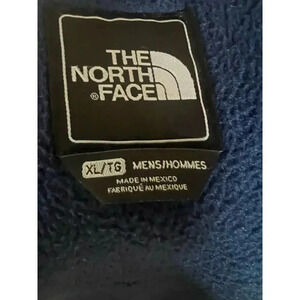 THE
NORTH
®FACE
XL/TG MENS/HOMMES
MADE IN MEXICO
FABRIQUÉ AU MEXIQUE